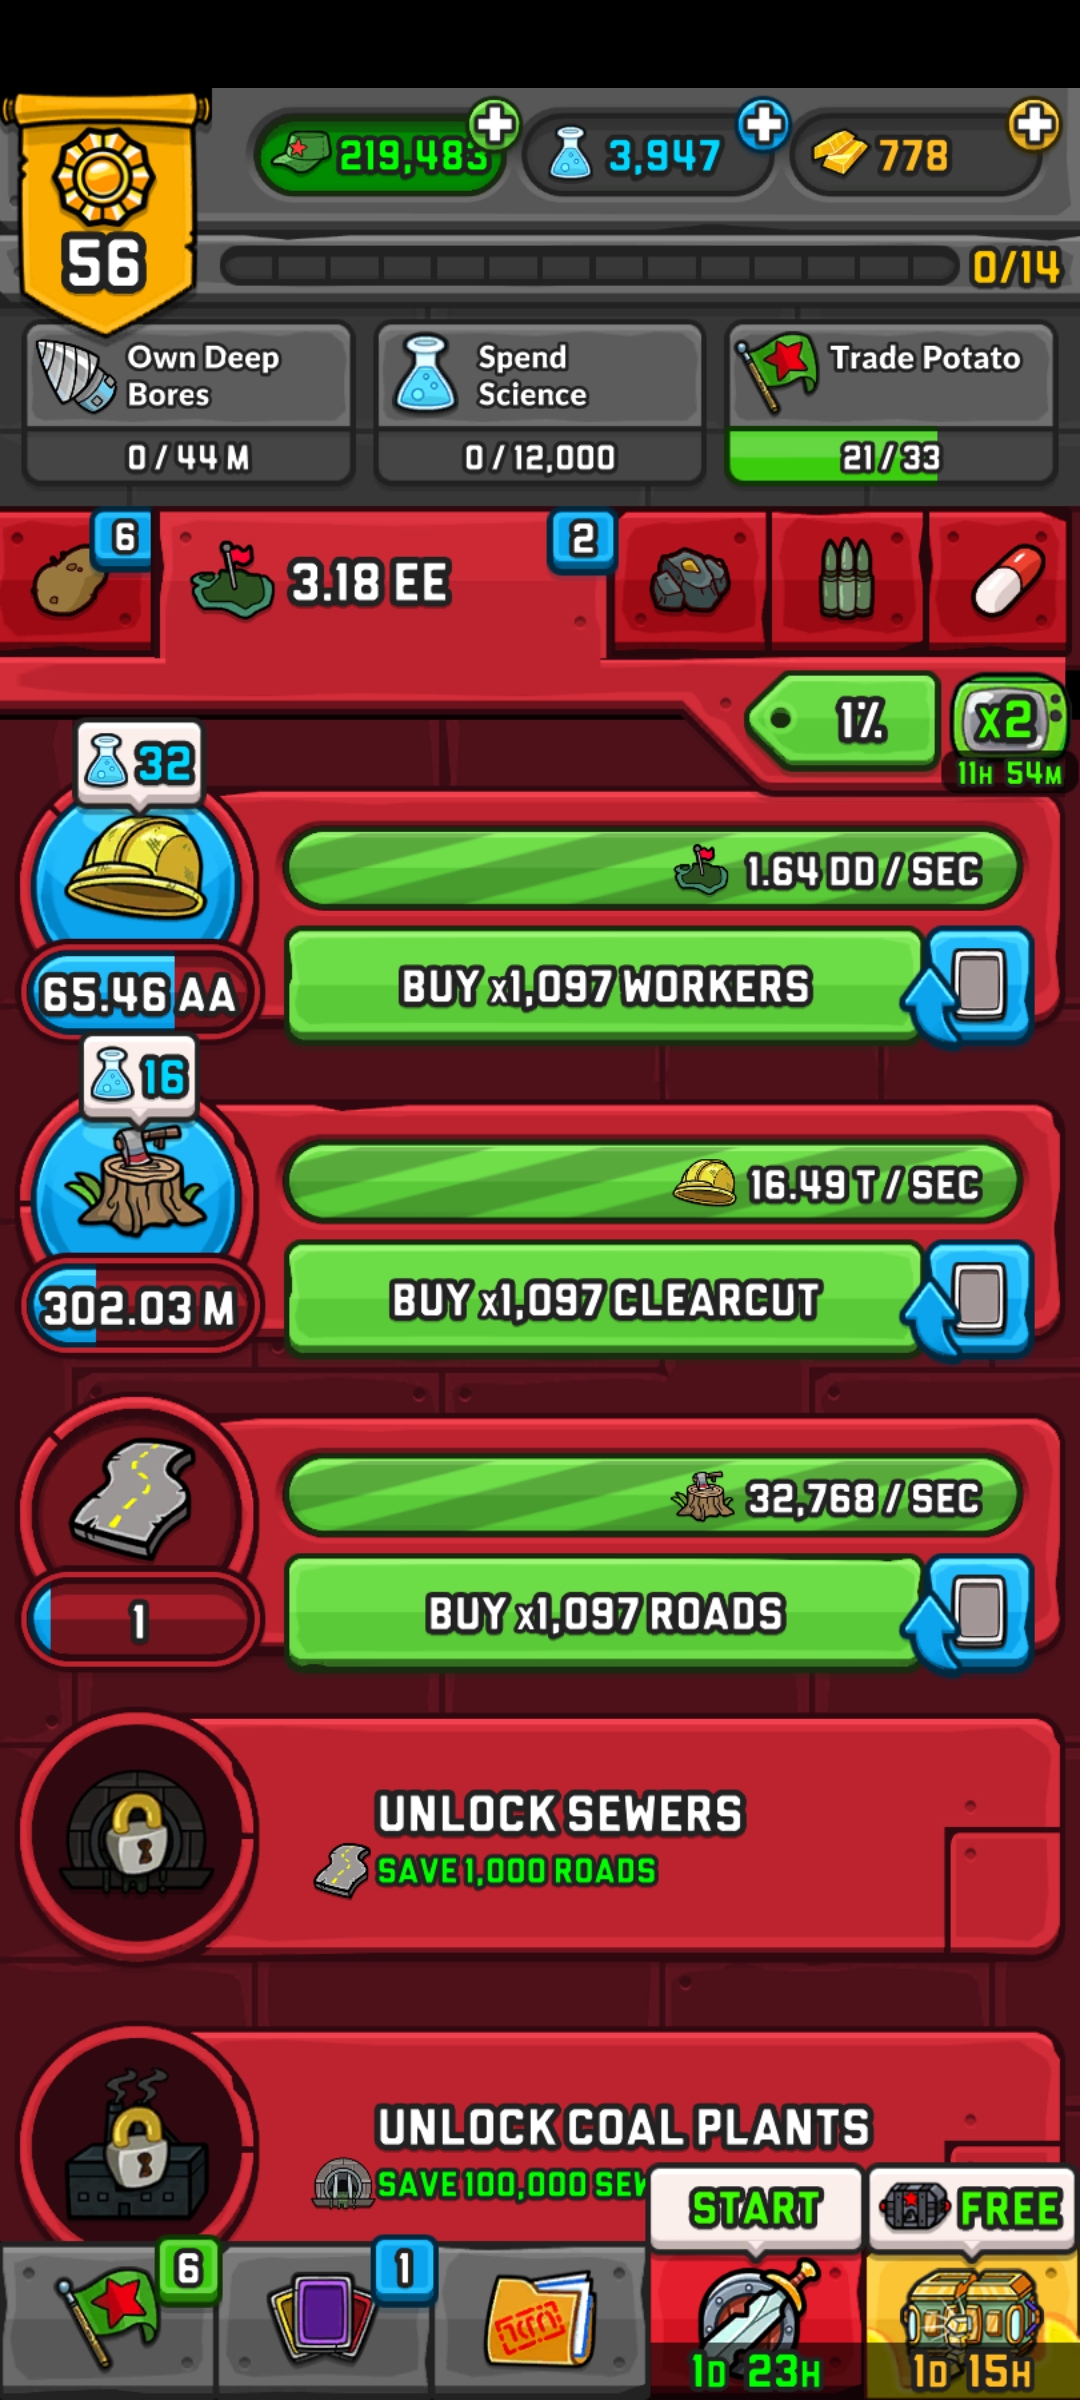 219,483
3,947
778
56
0/14
Own Deep
Bores
0 / 44 M
Spend
Science
0 / 12,000
Trade Potato
21 / 33
6
3.18 EE
2
1%
x2
11H 54M
32
1.64 DD / SEC
65.46 AA
BUY x1,097 WORKERS
16
16.49 T / SEC
302.03 M
BUY x1,097 CLEARCUT
32,768 / SEC
1
BUY x1,097 ROADS
UNLOCK SEWERS
SAVE 1,000 ROADS
UNLOCK COAL PLANTS
SAVE 100,000 SEW
START
FREE
6
1
1D 23H
1D 15H